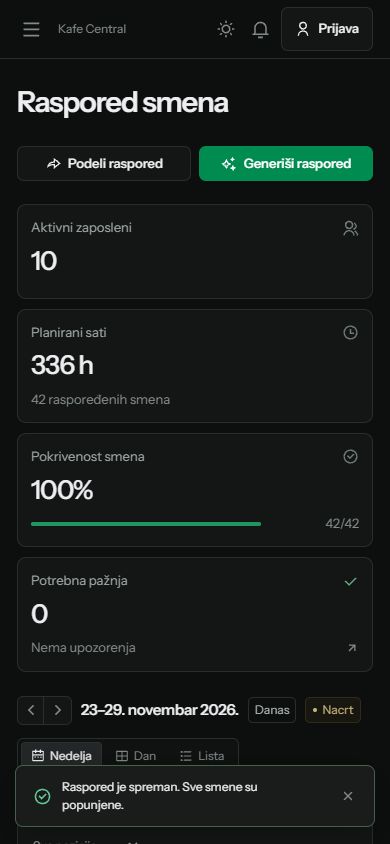 Kafe Central
Prijava
Raspored smena
Podeli raspored
Generiši raspored
Aktivni zaposleni
10
Planirani sati
336 h
42 raspoređenih smena
Pokrivenost smena
100%
42/42
Potrebna pažnja
0
Nema upozorenja
23–29. novembar 2026.
Danas
Nacrt
Nedelja
Dan
Lista
Raspored je spreman. Sve smene su
popunjene.